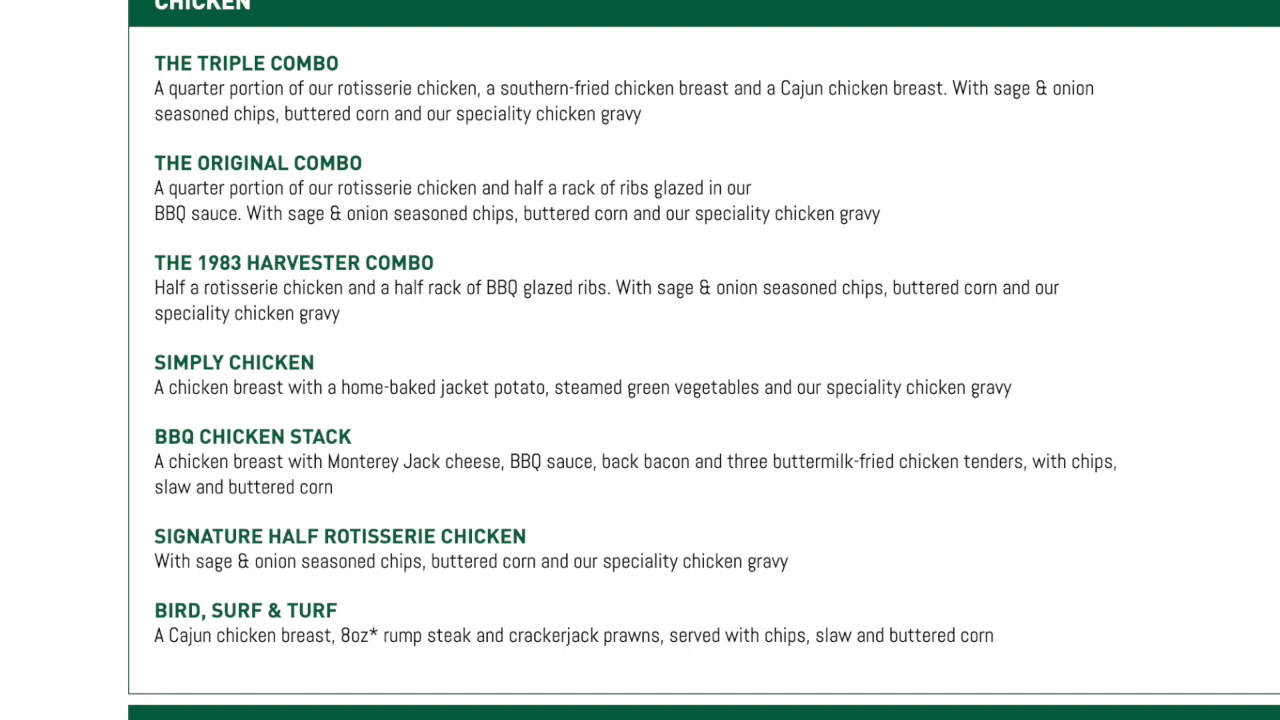 CHICKEN
THE TRIPLE COMBO
A quarter portion of our rotisserie chicken, a southern-fried chicken breast and a Cajun chicken breast. With sage & onion
seasoned chips, buttered corn and our speciality chicken gravy
THE ORIGINAL COMBO
A quarter portion of our rotisserie chicken and half a rack of ribs glazed in our
BBQ sauce. With sage & onion seasoned chips, buttered corn and our speciality chicken gravy
THE 1983 HARVESTER COMBO
Half a rotisserie chicken and a half rack of BBQ glazed ribs. With sage & onion seasoned chips, buttered corn and our
speciality chicken gravy
SIMPLY CHICKEN
A chicken breast with a home-baked jacket potato, steamed green vegetables and our speciality chicken gravy
BBQ CHICKEN STACK
A chicken breast with Monterey Jack cheese, BBQ sauce, back bacon and three buttermilk-fried chicken tenders, with chips,
slaw and buttered corn
SIGNATURE HALF ROTISSERIE CHICKEN
With sage & onion seasoned chips, buttered corn and our speciality chicken gravy
BIRD, SURF & TURF
A Cajun chicken breast, 8oz* rump steak and crackerjack prawns, served with chips, slaw and buttered corn